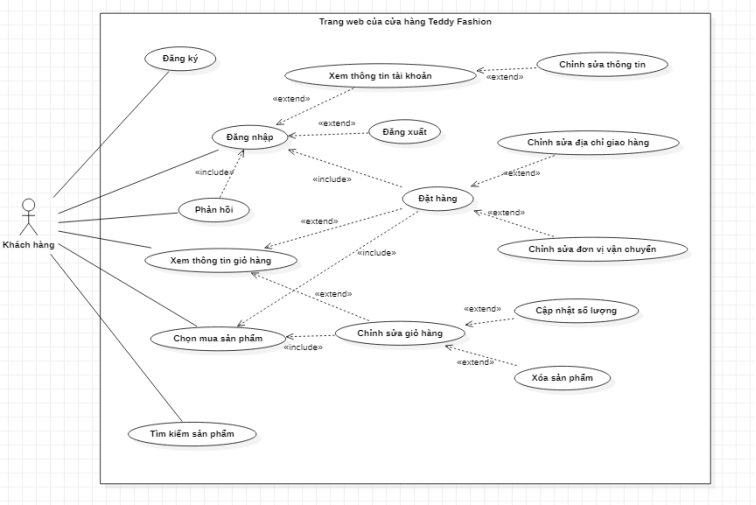 Trang web của cửa hàng Teddy Fashion
Đăng ký
Xem thông tin tài khoản
Chỉnh sửa thông tin
«extend»
«extend»
Đăng nhập
«extend»
Đăng xuất
Chỉnh sửa địa chỉ giao hàng
«include»
«include»
«extend»
Đặt hàng
Phản hồi
«extend»
«extend»
Khách hàng
Xem thông tin giỏ hàng
«include»
Chỉnh sửa đơn vị vận chuyển
«extend»
«extend»
Cập nhật số lượng
Chọn mua sản phẩm
Chỉnh sửa giỏ hàng
«include»
«extend»
Xóa sản phẩm
Tìm kiếm sản phẩm